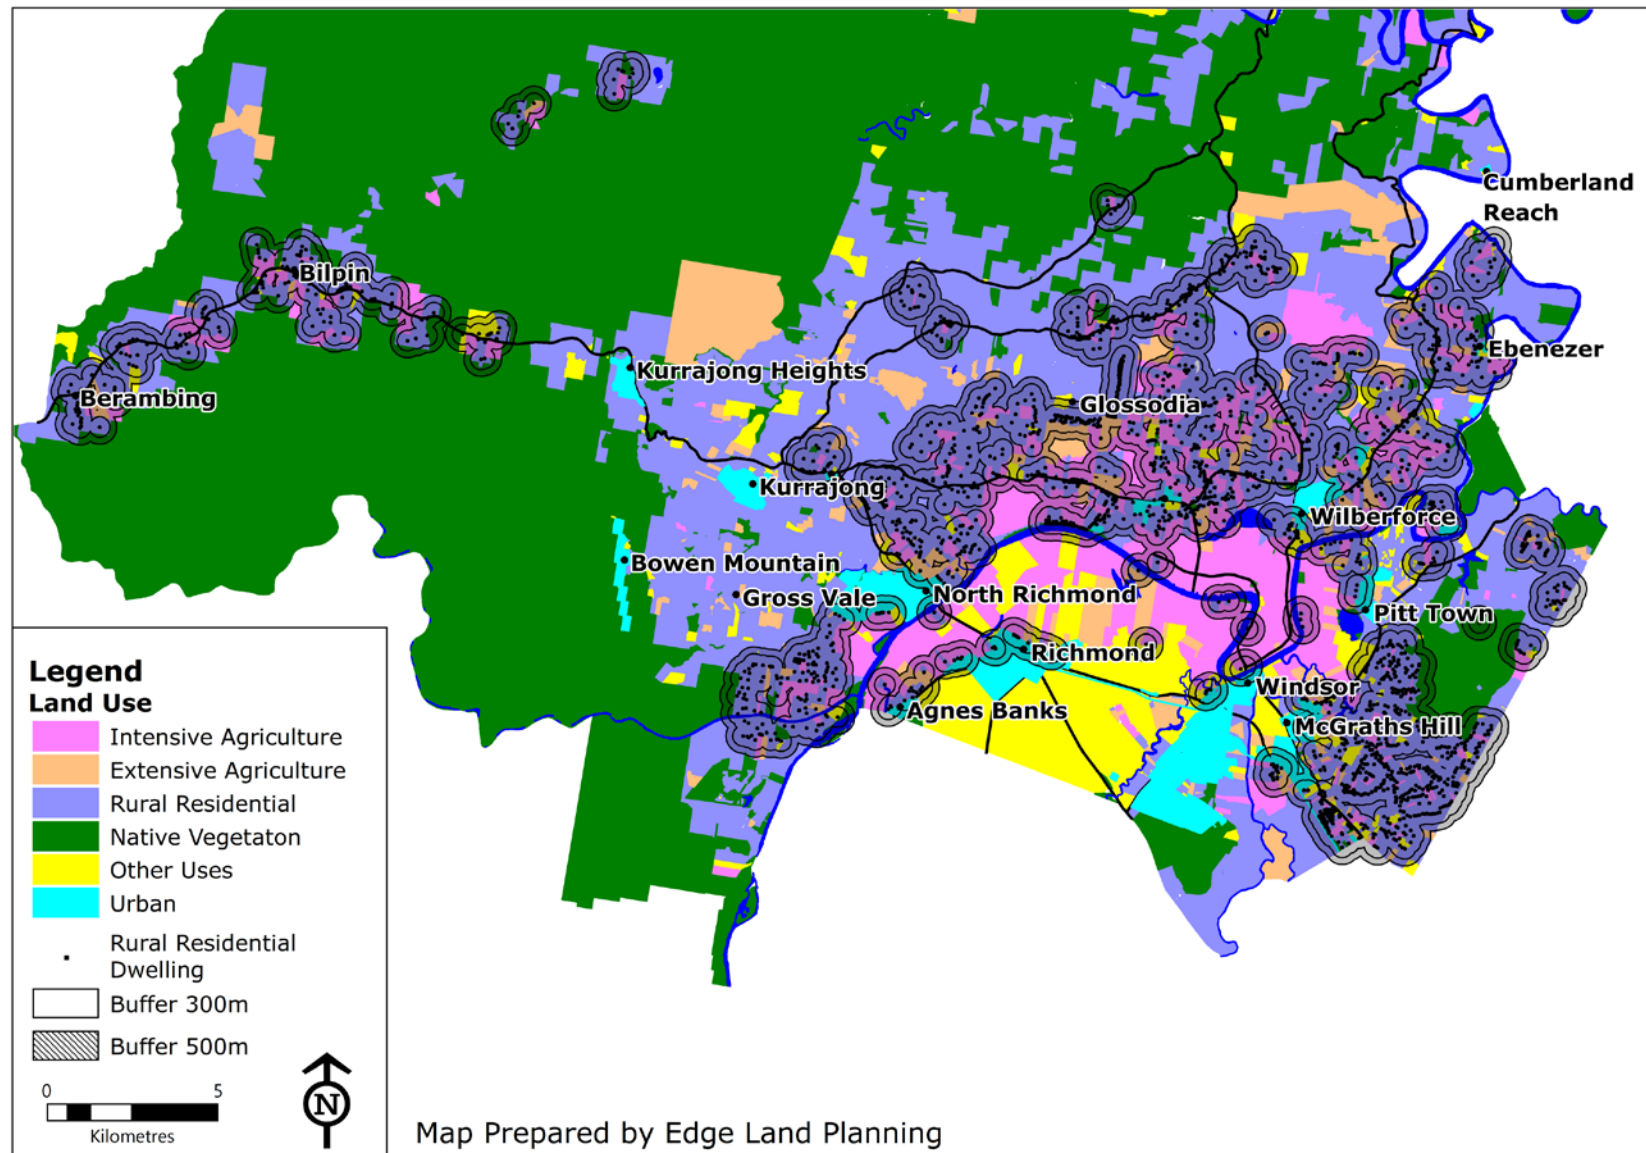 Cumberland
Reach
Bilpin
Ebenezer
Kurrajong Heights
Berambing
Glossodia
Kurrajong
Wilberforce
Bowen Mountain
Gross Vale
North Richmond
Pitt Town
Richmond
Windsor
Agnes Banks
McGraths Hill
Legend
Land Use
Intensive Agriculture
Extensive Agriculture
Rural Residential
Native Vegetaton
Other Uses
Urban
Rural Residential
Dwelling
Buffer 300m
Buffer 500m
0 5
Kilometres
N
Map Prepared by Edge Land Planning